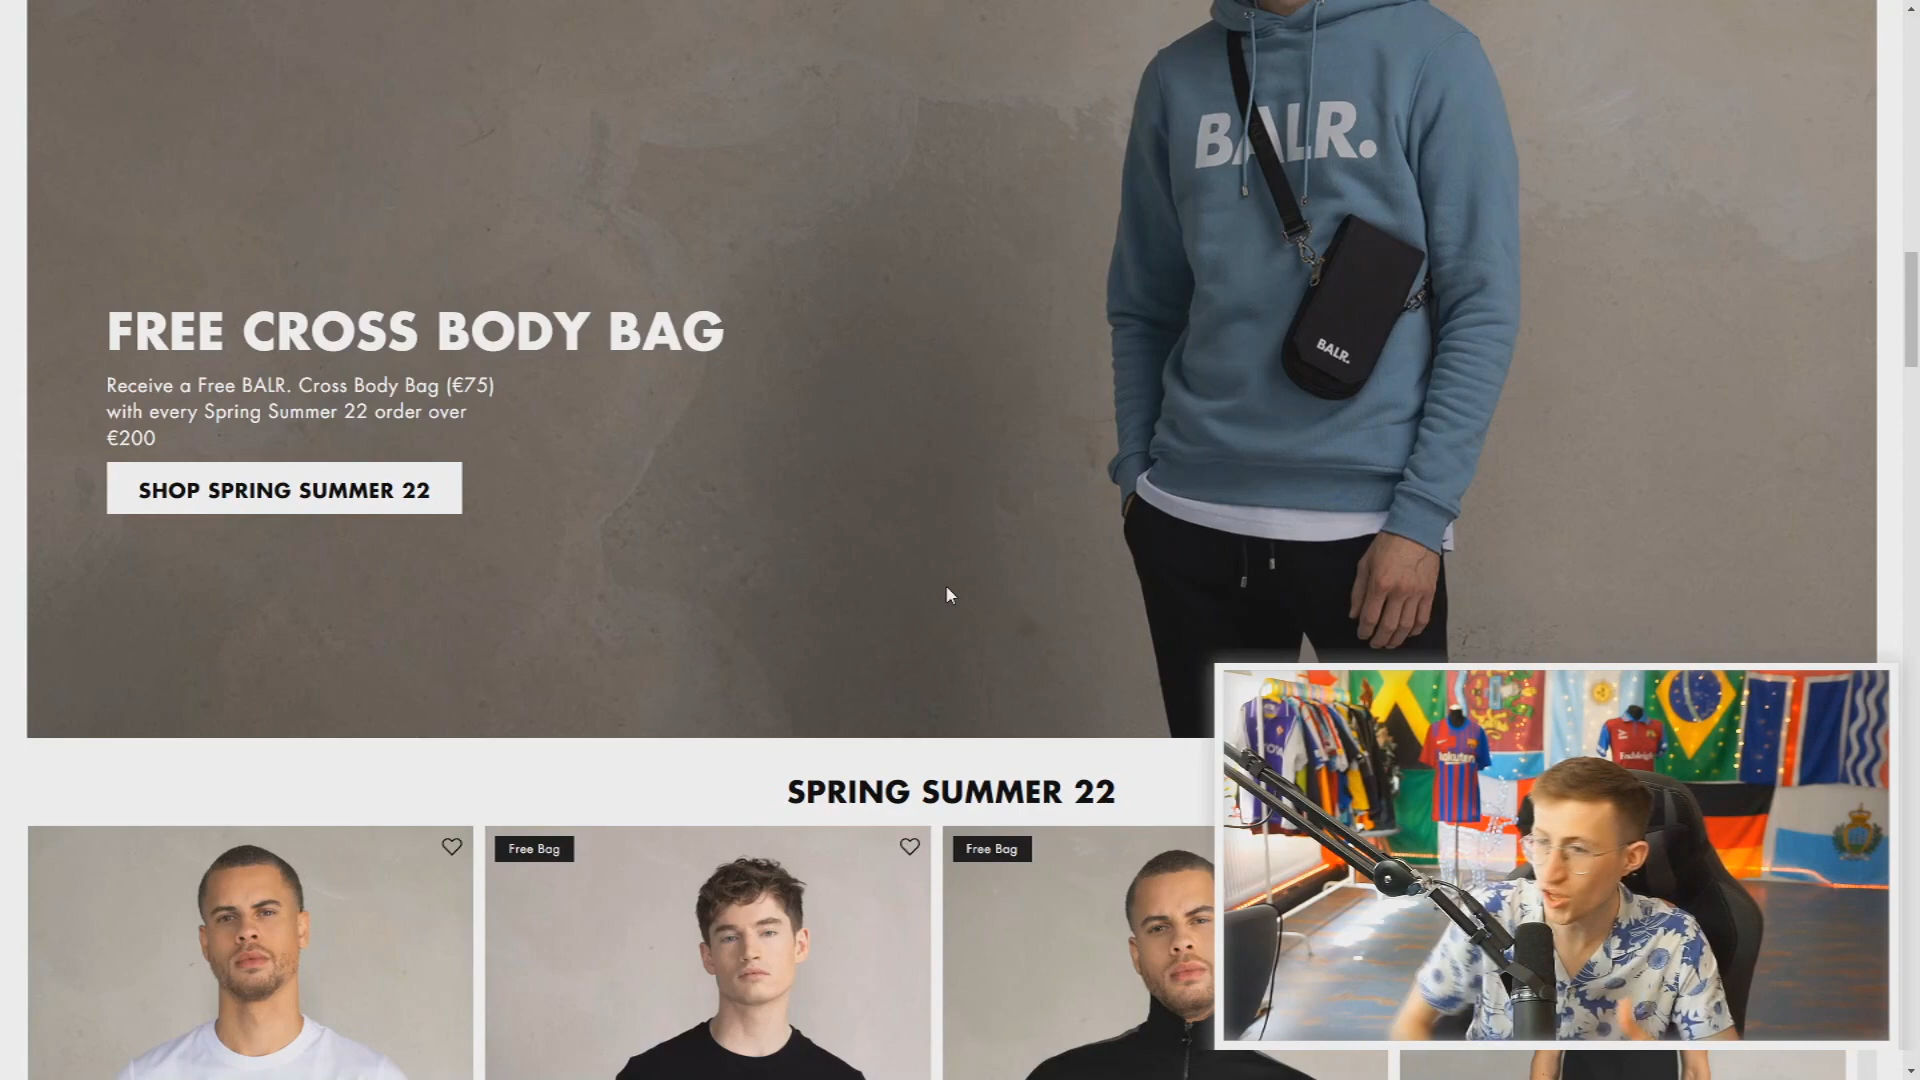 BALR.
BALR.
FREE CROSS BODY BAG
Receive a Free BALR. Cross Body Bag (€75)
with every Spring Summer 22 order over
€200
SHOP SPRING SUMMER 22
SPRING SUMMER 22
Free Bag
Free Bag
Rakuten